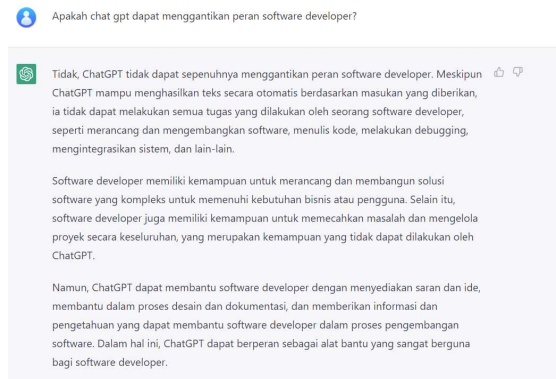 Apakah chat gpt dapat menggantikan peran software developer?
Tidak, ChatGPT tidak dapat sepenuhnya menggantikan peran software developer. Meskipun
ChatGPT mampu menghasilkan teks secara otomatis berdasarkan masukan yang diberikan,
ia tidak dapat melakukan semua tugas yang dilakukan oleh seorang software developer,
seperti merancang dan mengembangkan software, menulis kode, melakukan debugging,
mengintegrasikan sistem, dan lain-lain.
Software developer memiliki kemampuan untuk merancang dan membangun solusi
software yang kompleks untuk memenuhi kebutuhan bisnis atau pengguna. Selain itu,
software developer juga memiliki kemampuan untuk memecahkan masalah dan mengelola
proyek secara keseluruhan, yang merupakan kemampuan yang tidak dapat dilakukan oleh
ChatGPT.
Namun, ChatGPT dapat membantu software developer dengan menyediakan saran dan ide,
membantu dalam proses desain dan dokumentasi, dan memberikan informasi dan
pengetahuan yang dapat membantu software developer dalam proses pengembangan
software. Dalam hal ini, ChatGPT dapat berperan sebagai alat bantu yang sangat berguna
bagi software developer.